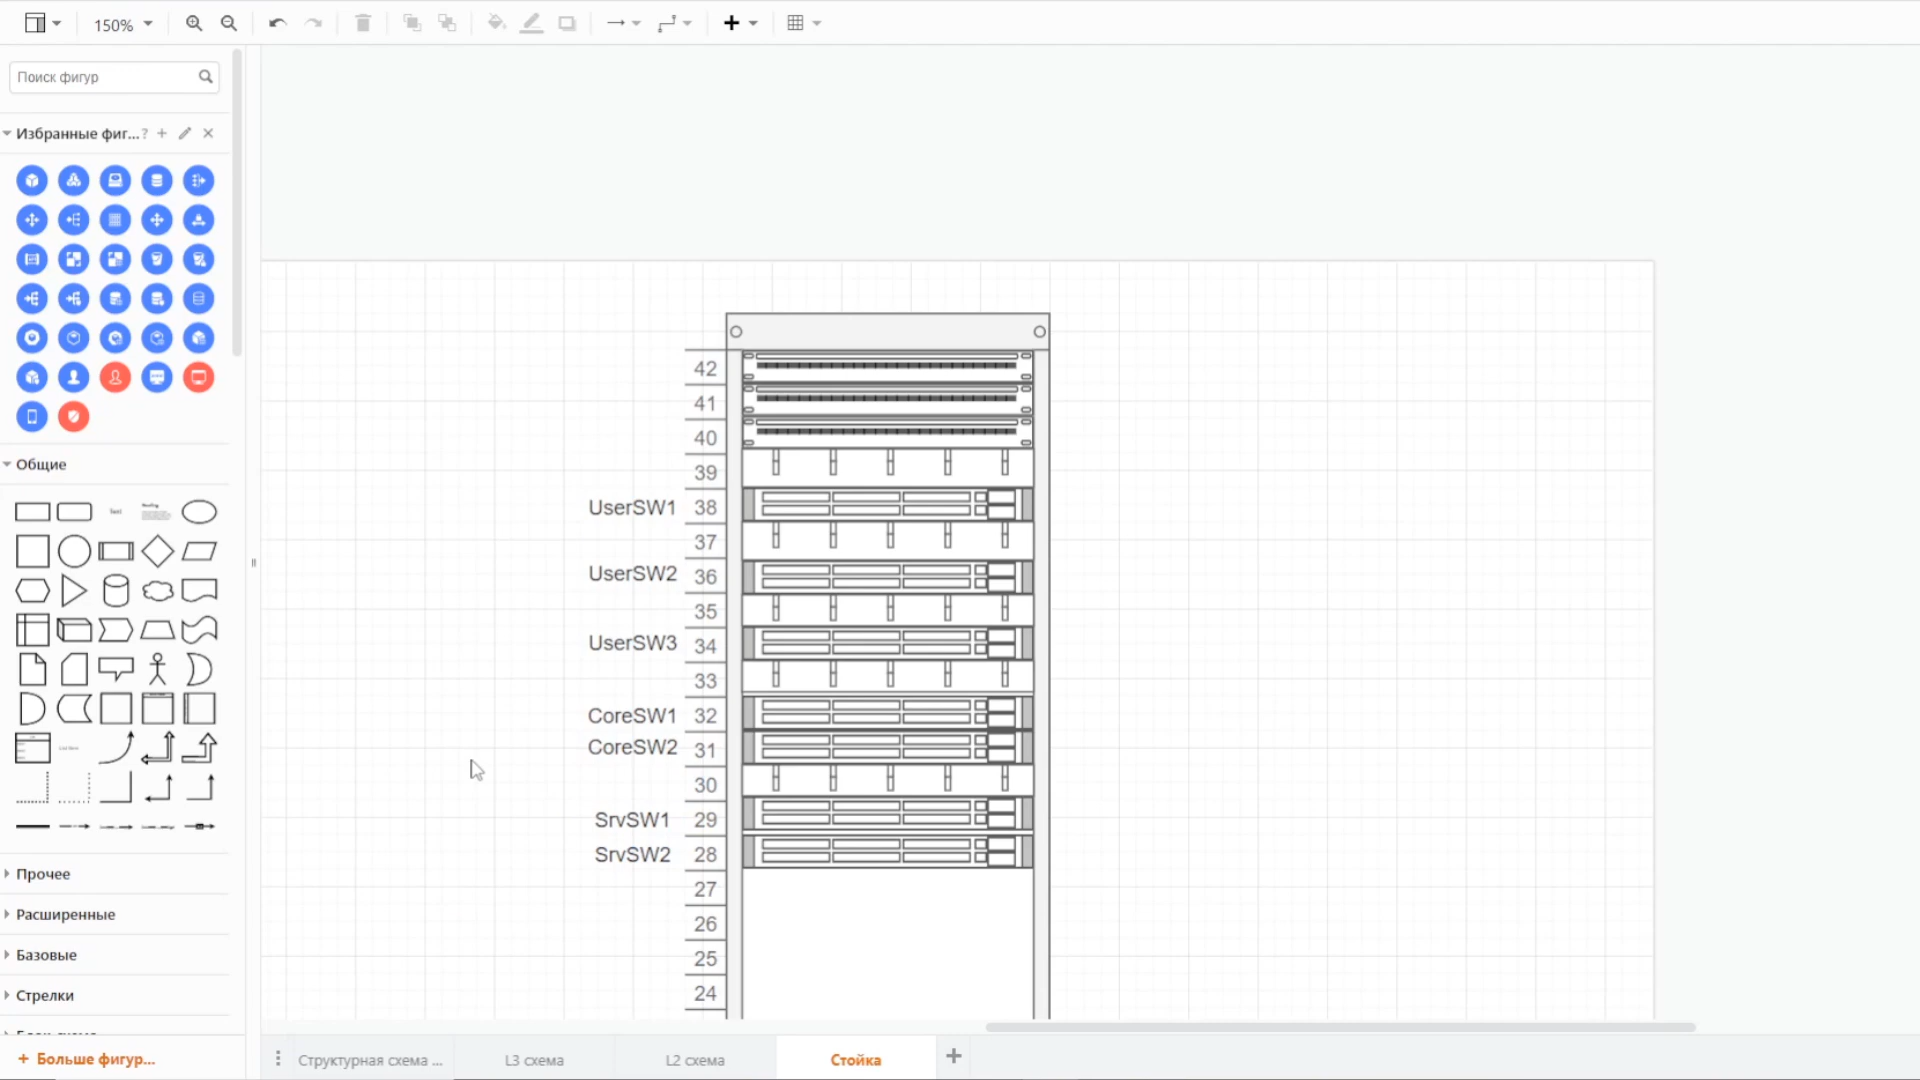 150%
Поиск фигур
Избранные фиг... ?
Общие
Text
Heading
Прочее
Расширенные
Базовые
Стрелки
+ Больше фигур...
42
41
40
39
UserSW1 38
37
UserSW2 36
35
UserSW3 34
33
CoreSW1 32
CoreSW2 31
30
SrvSW1 29
SrvSW2 28
27
26
25
24
Структурная схема ...
L3 схема
L2 схема
Стойка